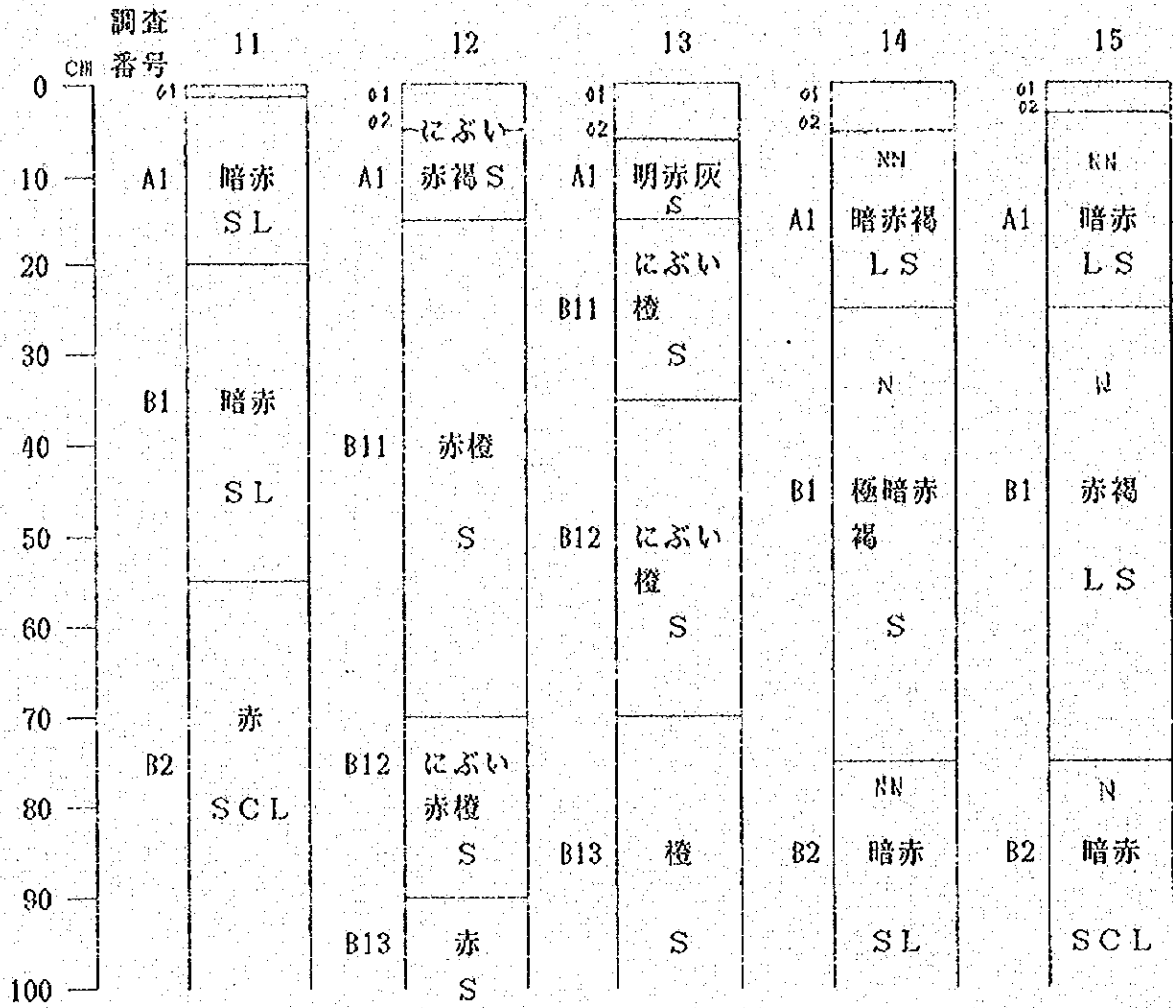 調査
番号
11 12 13 14 15
CM
0
10
20
30
40
50
60
70
80
90
100
01
A1
暗赤
SL
B1
暗赤
SL
B2
赤
SCL
01
02
A1
にぶい
赤褐 S
B11
赤橙
S
B12
にぶい
赤橙
S
B13
赤
S
01
02
A1
明赤灰
S
B11
にぶい
橙
S
B12
にぶい
橙
S
B13
橙
S
01
02
NN
A1
暗赤褐
LS
N
B1
極暗赤
褐
S
NN
B2
暗赤
SL
01
02
NN
A1
暗赤
LS
B1
赤褐
LS
N
B2
暗赤
SCL